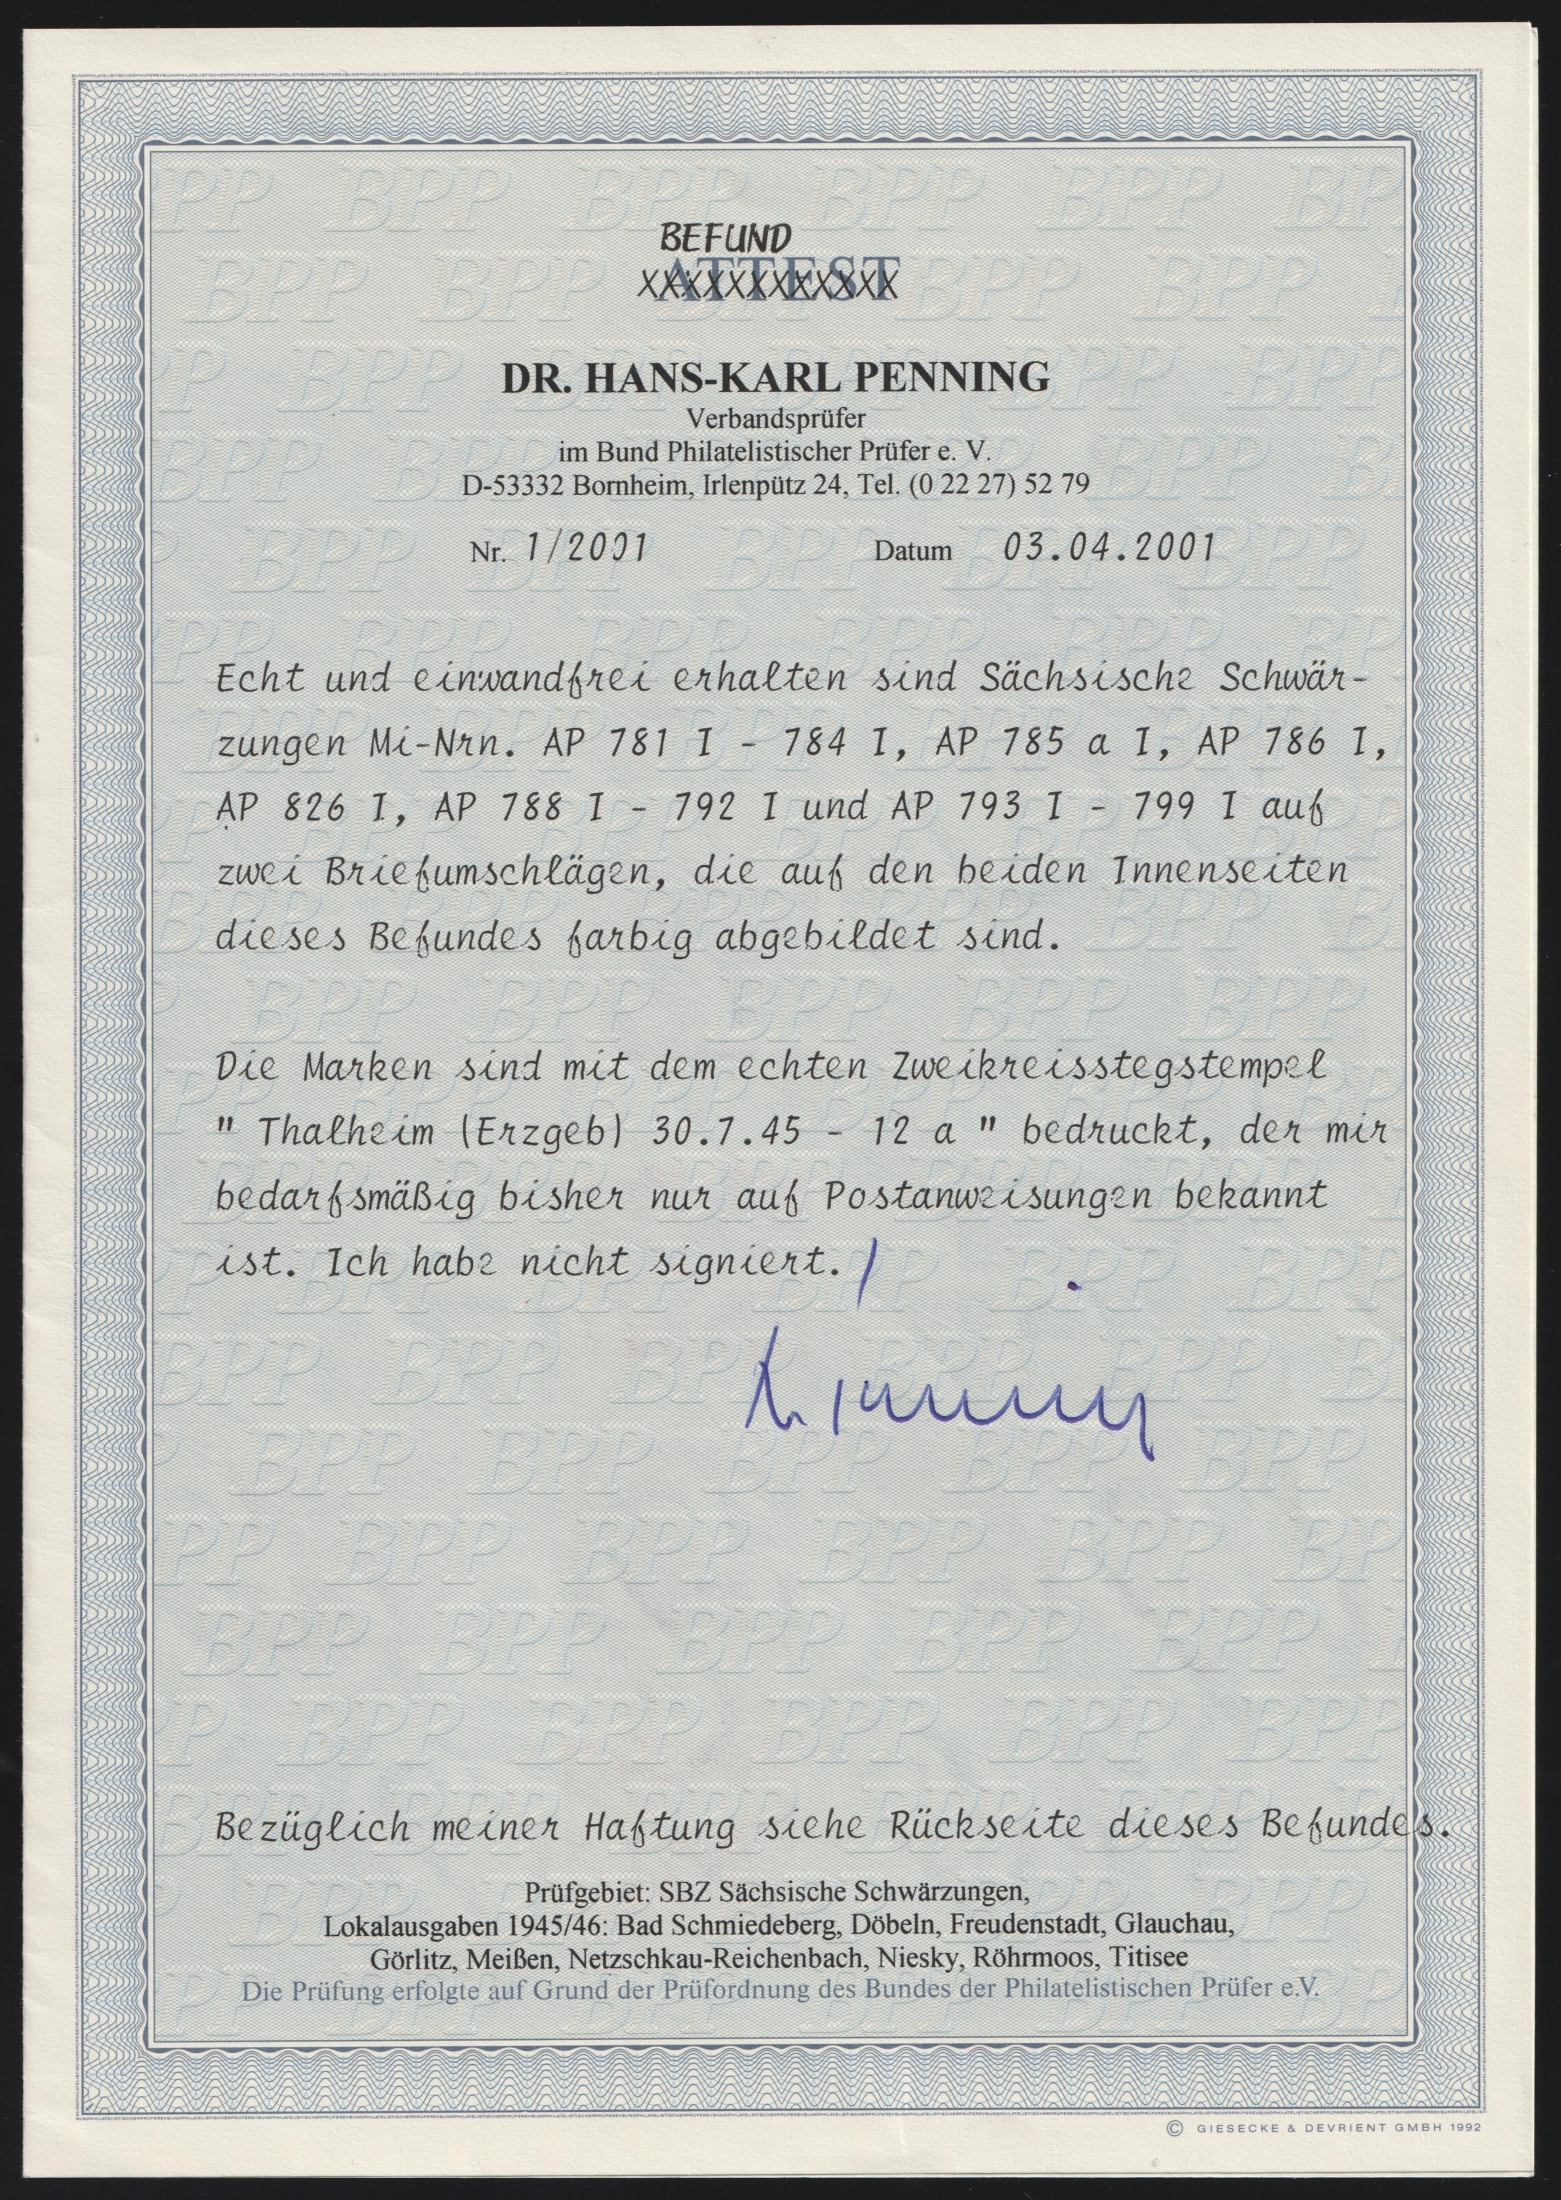 BEFUND
ATTEST
XXXXXXXXXXXX
DR. HANS-KARL PENNING
Verbandsprüfer
im Bund Philatelistischer Prüfer e. V.
D-53332 Bornheim, Irlenpütz 24, Tel. (0 22 27) 52 79
Nr. 1/2001 Datum 03.04.2001
Echt und einwandfrei erhalten sind Sächsische Schwär-
zungen Mi-Nrn. AP 781 I - 784 I, AP 785 a I, AP 786 I,
AP 826 I, AP 788 I - 792 I und AP 793 I - 799 I auf
zwei Briefumschlägen, die auf den beiden Innenseiten
dieses Befundes farbig abgebildet sind.
Die Marken sind mit dem echten Zweikreisstegstempel
" Thalheim (Erzgeb) 30.7.45 - 12 a " bedruckt, der mir
bedarfsmäßig bisher nur auf Postanweisungen bekannt
ist. Ich habe nicht signiert.
Bezüglich meiner Haftung siehe Rückseite dieses Befundes.
Prüfgebiet: SBZ Sächsische Schwärzungen,
Lokalausgaben 1945/46: Bad Schmiedeberg, Döbeln, Freudenstadt, Glauchau,
Görlitz, Meißen, Netzschkau-Reichenbach, Niesky, Röhrmoos, Titisee
Die Prüfung erfolgte auf Grund der Prüfordnung des Bundes der Philatelistischen Prüfer e.V.
© GIESECKE & DEVRIENT GMBH 1992